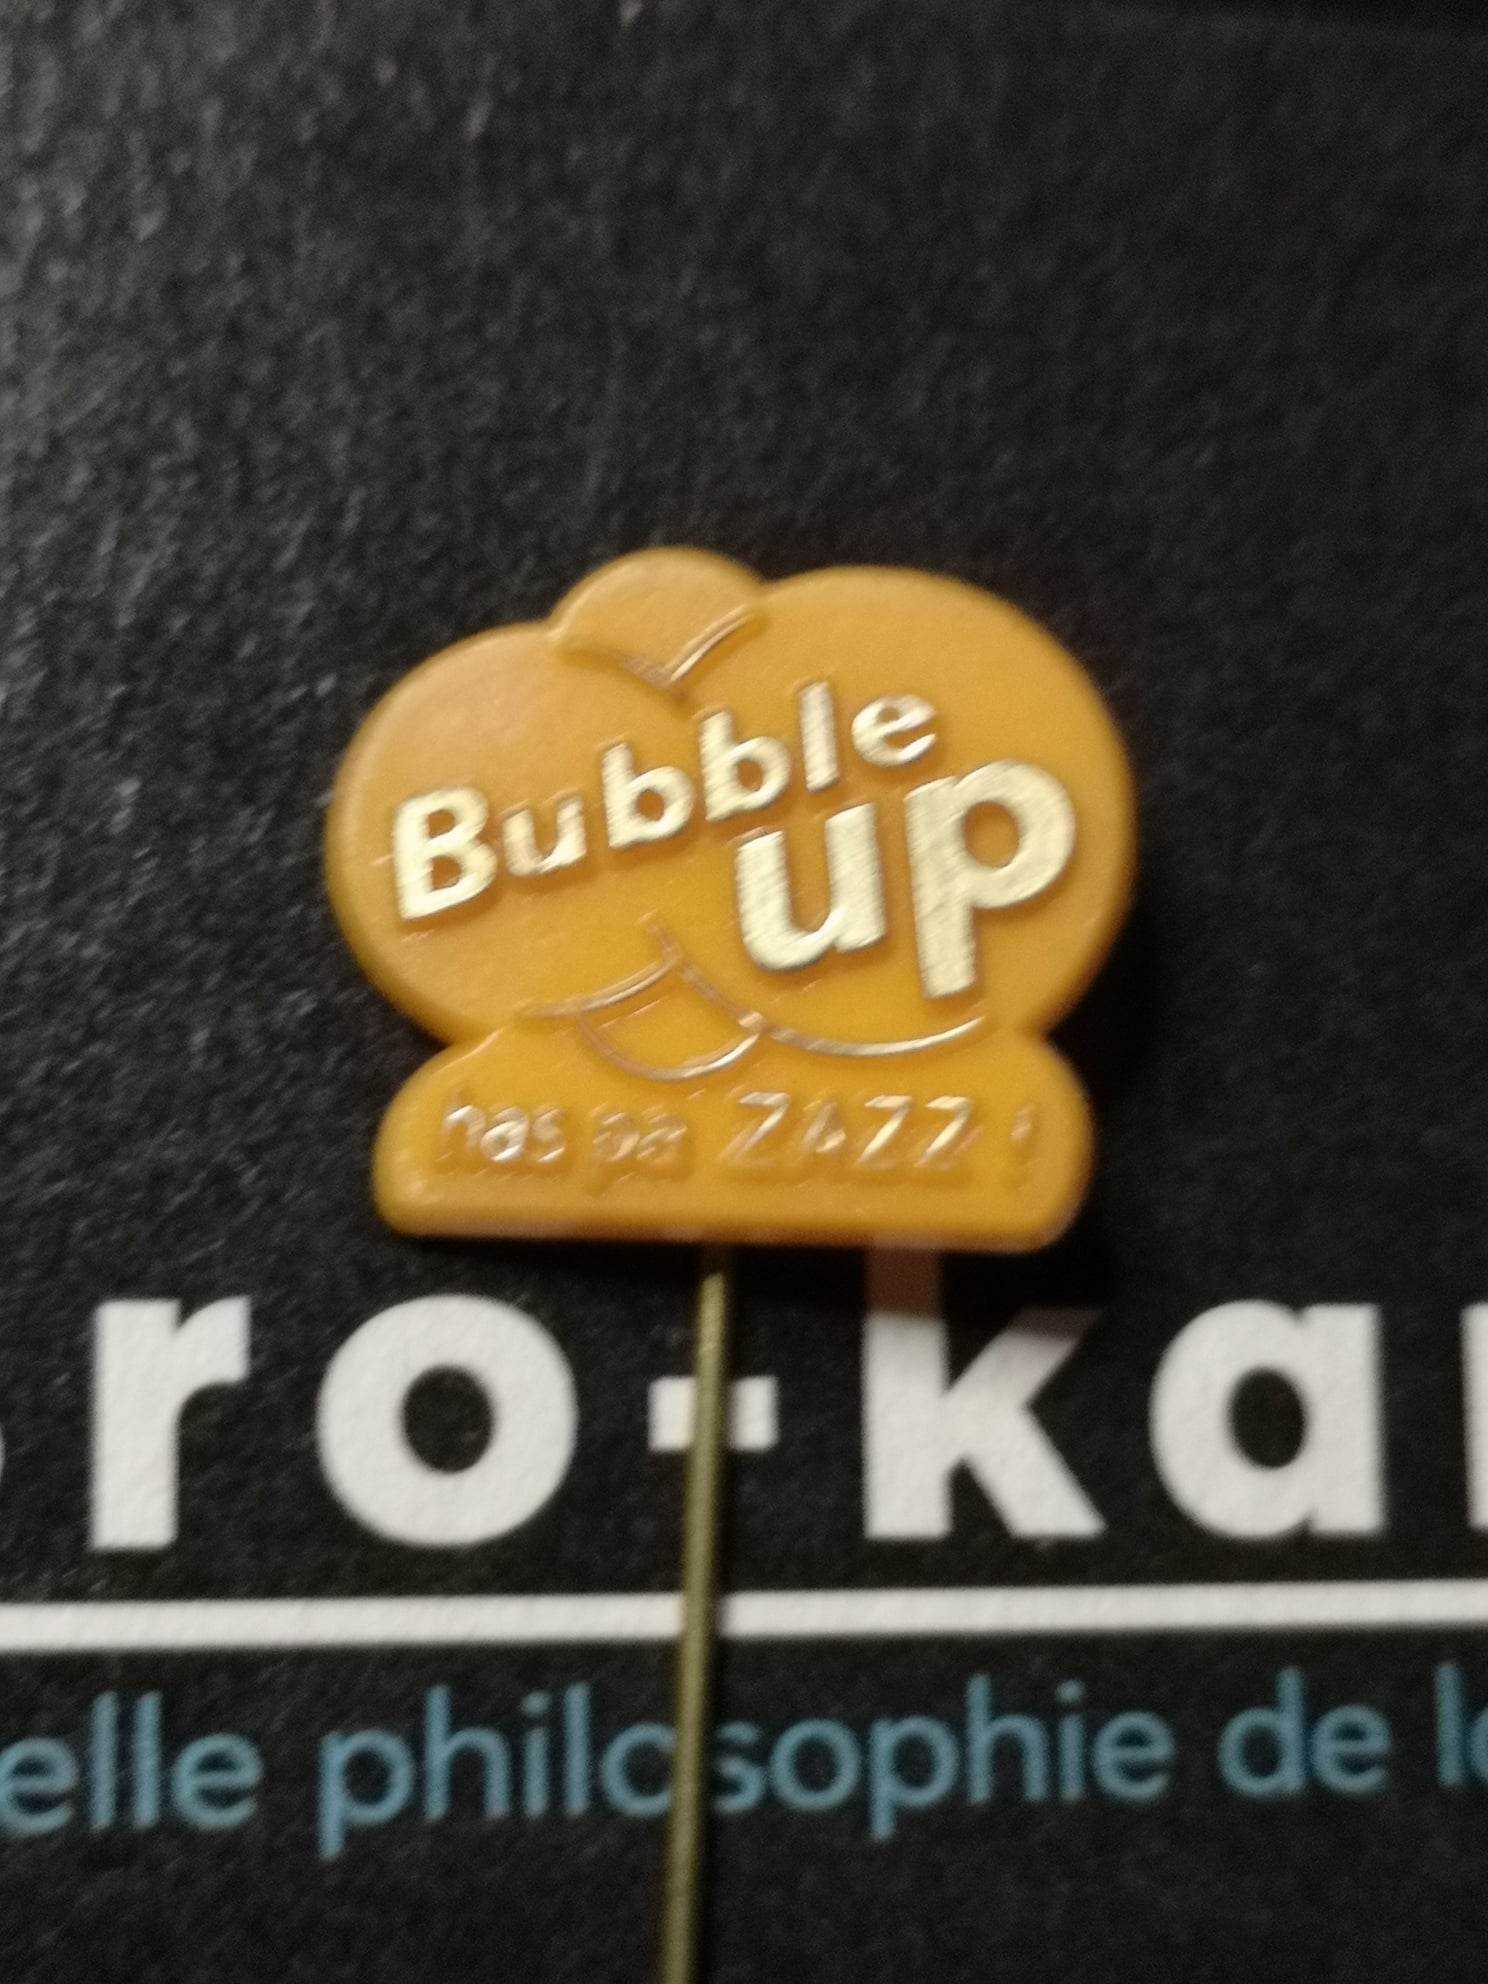 Bubble
up
has pa ZAZZ !
ro-ka
elle philosophie de l